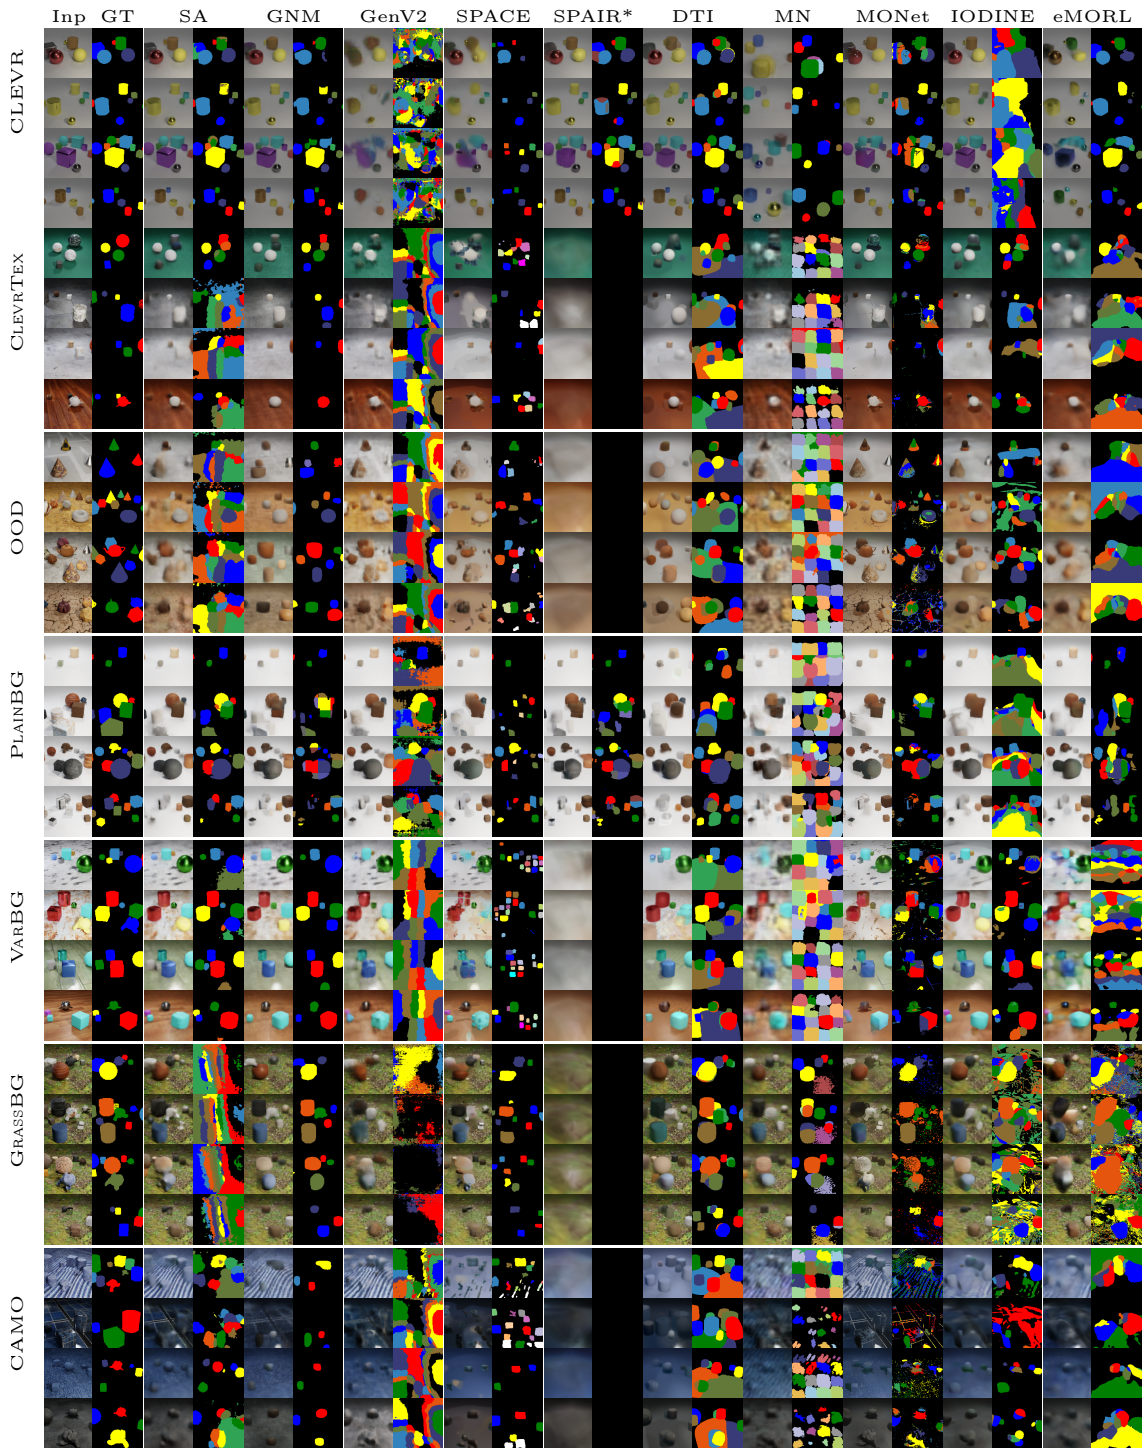 Inp GT SA GNM GenV2 SPACE SPAIR* DTI MN MONet IODINE eMORL
CLEVR
CLEVRTEX
OOD
PLAINBG
VARBG
GRASSBG
CAMO